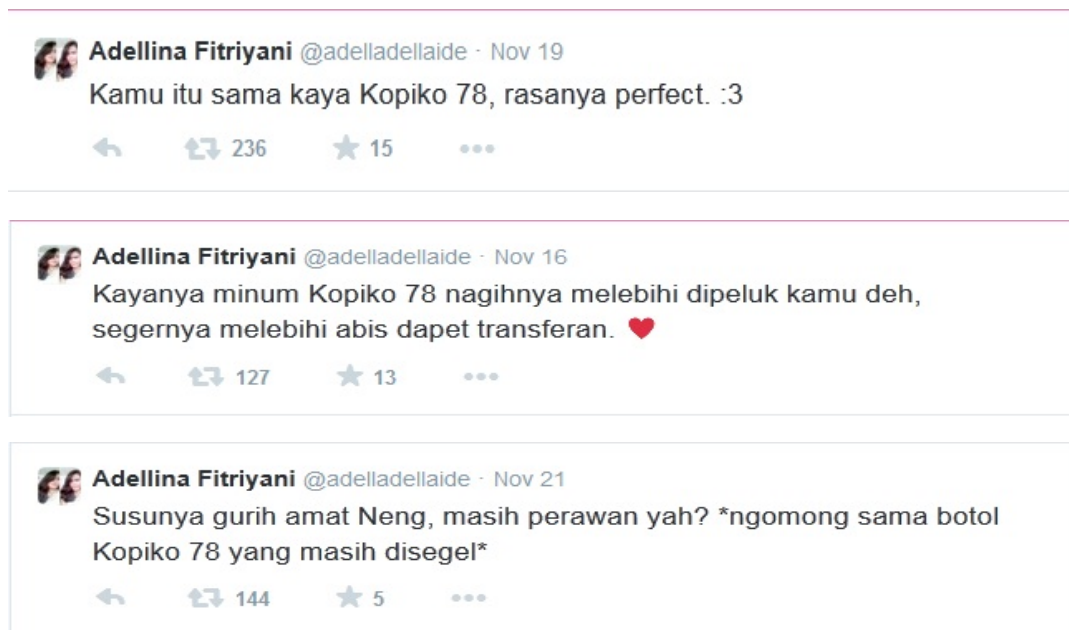 Adellina Fitriyani @adelladellaide · Nov 19
Kamu itu sama kaya Kopiko 78, rasanya perfect. :3
236 15
Adellina Fitriyani @adelladellaide · Nov 16
Kayanya minum Kopiko 78 nagihnya melebihi dipeluk kamu deh,
segernya melebihi abis dapet transferan. ♥
127 13
Adellina Fitriyani @adelladellaide · Nov 21
Susunya gurih amat Neng, masih perawan yah? *ngomong sama botol
Kopiko 78 yang masih disegel*
144 5